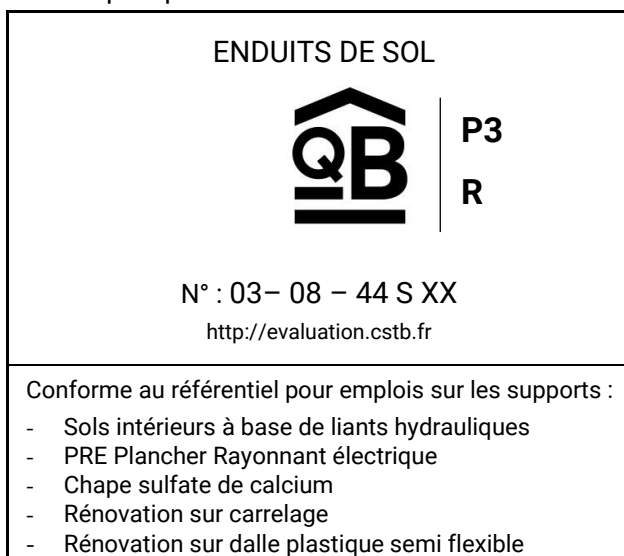 ENDUITS DE SOL
QB
P3
R
N° : 03– 08 – 44 S XX
http://evaluation.cstb.fr
Conforme au référentiel pour emplois sur les supports :
- Sols intérieurs à base de liants hydrauliques
- PRE Plancher Rayonnant électrique
- Chape sulfate de calcium
- Rénovation sur carrelage
- Rénovation sur dalle plastique semi flexible